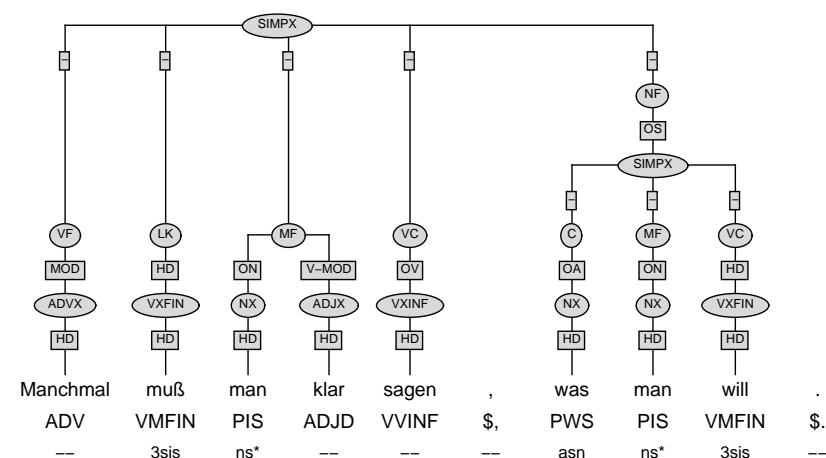 SIMPX
– – – – –
NF
OS
SIMPX
– – –
VF LK MF VC C MF VC
MOD HD ON V–MOD OV OA ON HD
ADVX VXFIN NX ADJX VXINF NX NX VXFIN
HD HD HD HD HD HD HD HD
Manchmal muß man klar sagen , was man will .
ADV VMFIN PIS ADJD VVINF $, PWS PIS VMFIN $.
–– 3sis ns* –– –– –– asn ns* 3sis ––